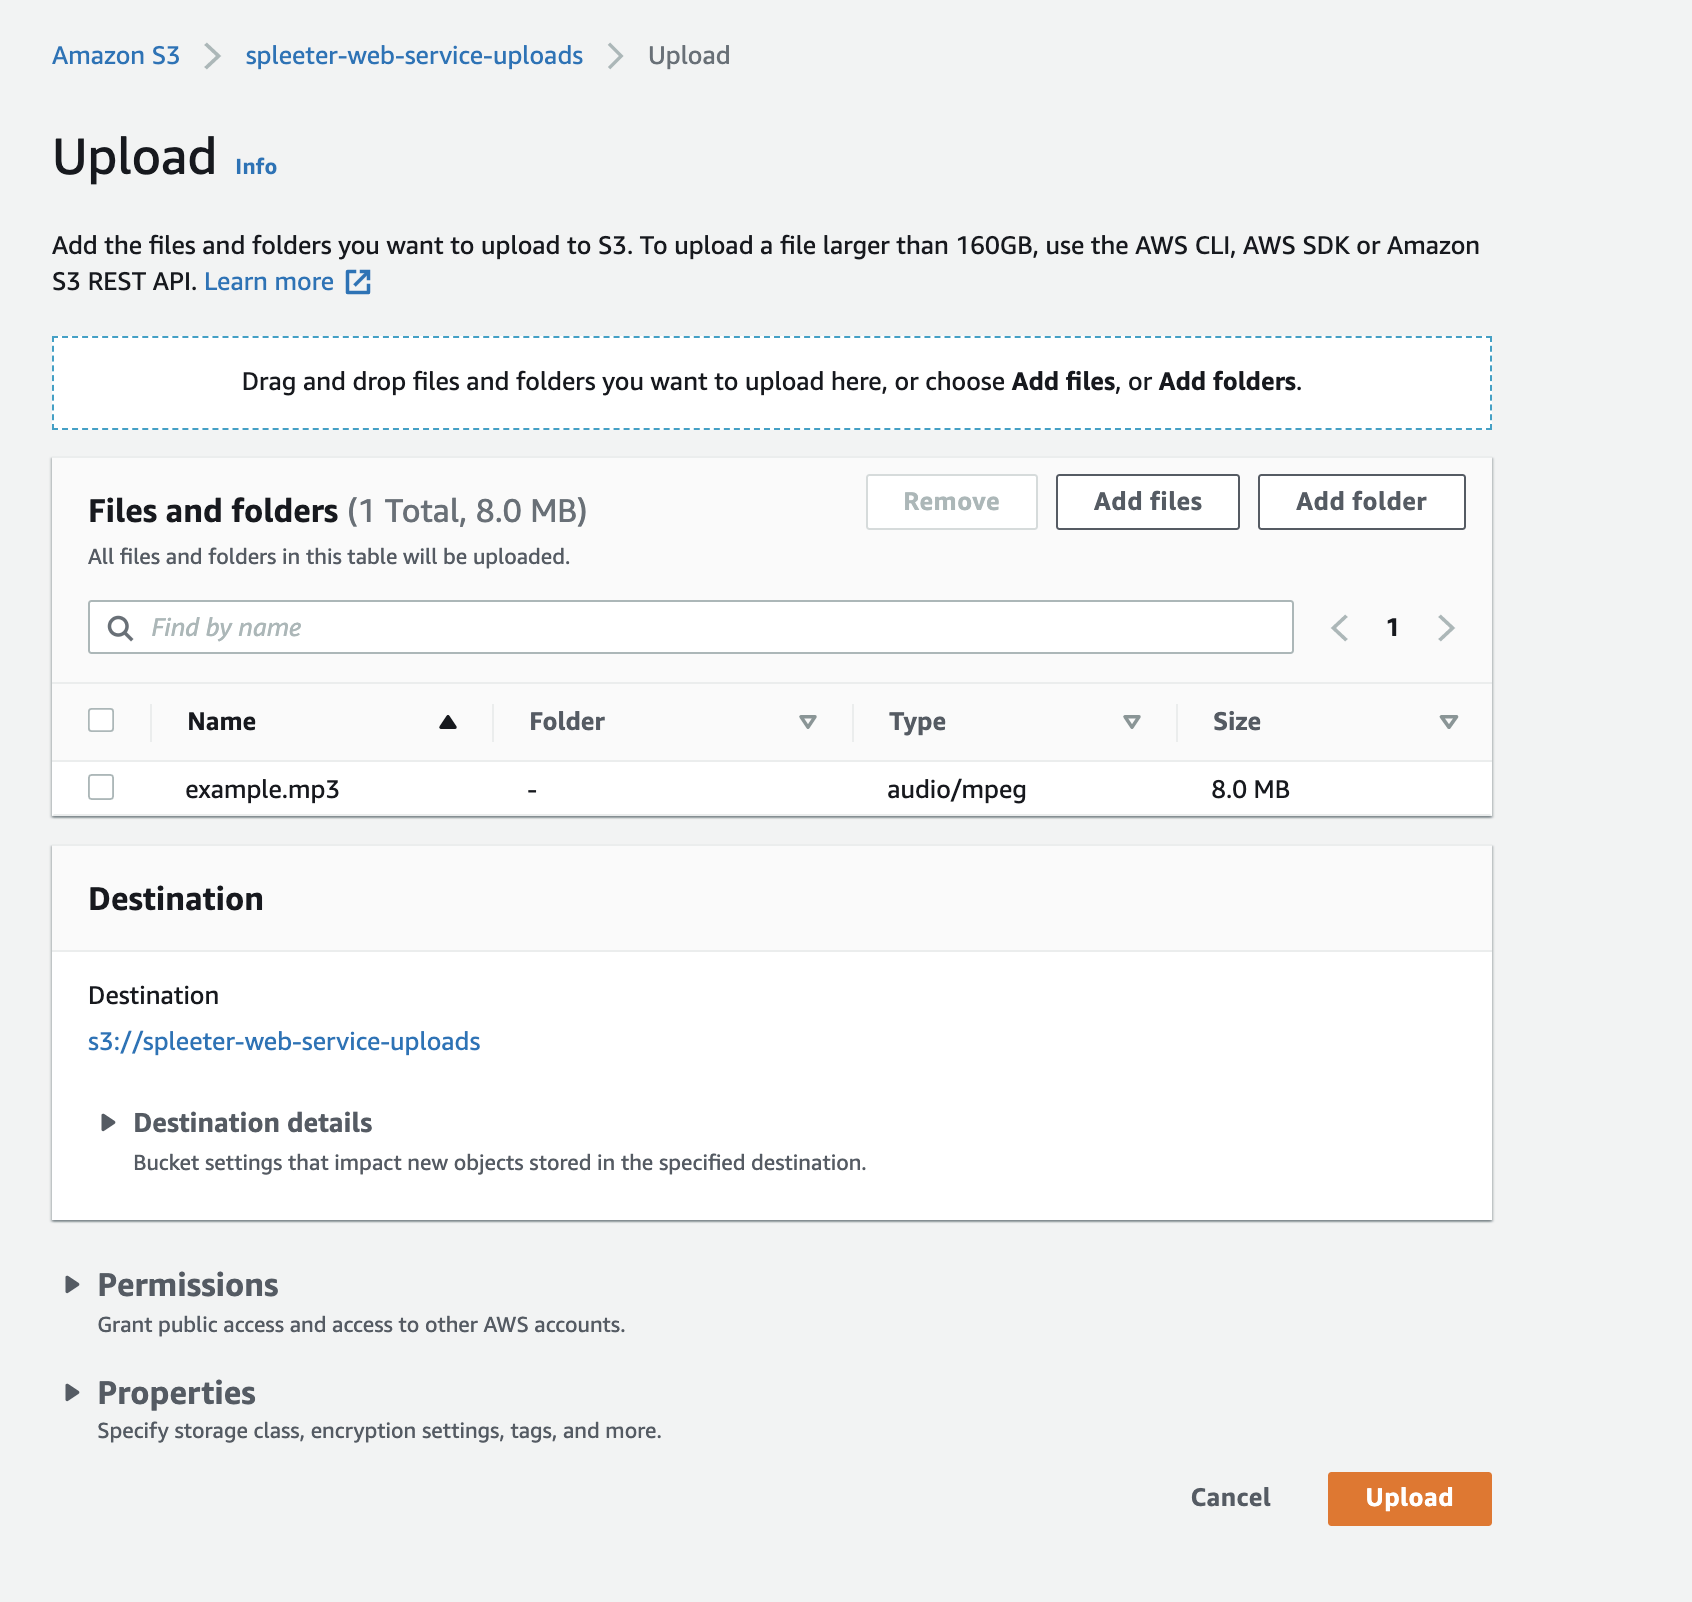 Amazon S3 > spleeter-web-service-uploads > Upload
Upload Info
Add the files and folders you want to upload to S3. To upload a file larger than 160GB, use the AWS CLI, AWS SDK or Amazon
S3 REST API. Learn more
Drag and drop files and folders you want to upload here, or choose Add files, or Add folders.
Files and folders (1 Total, 8.0 MB)
Remove Add files Add folder
All files and folders in this table will be uploaded.
Find by name
1
Name Folder Type Size
example.mp3 - audio/mpeg 8.0 MB
Destination
Destination
s3://spleeter-web-service-uploads
Destination details
Bucket settings that impact new objects stored in the specified destination.
Permissions
Grant public access and access to other AWS accounts.
Properties
Specify storage class, encryption settings, tags, and more.
Cancel Upload